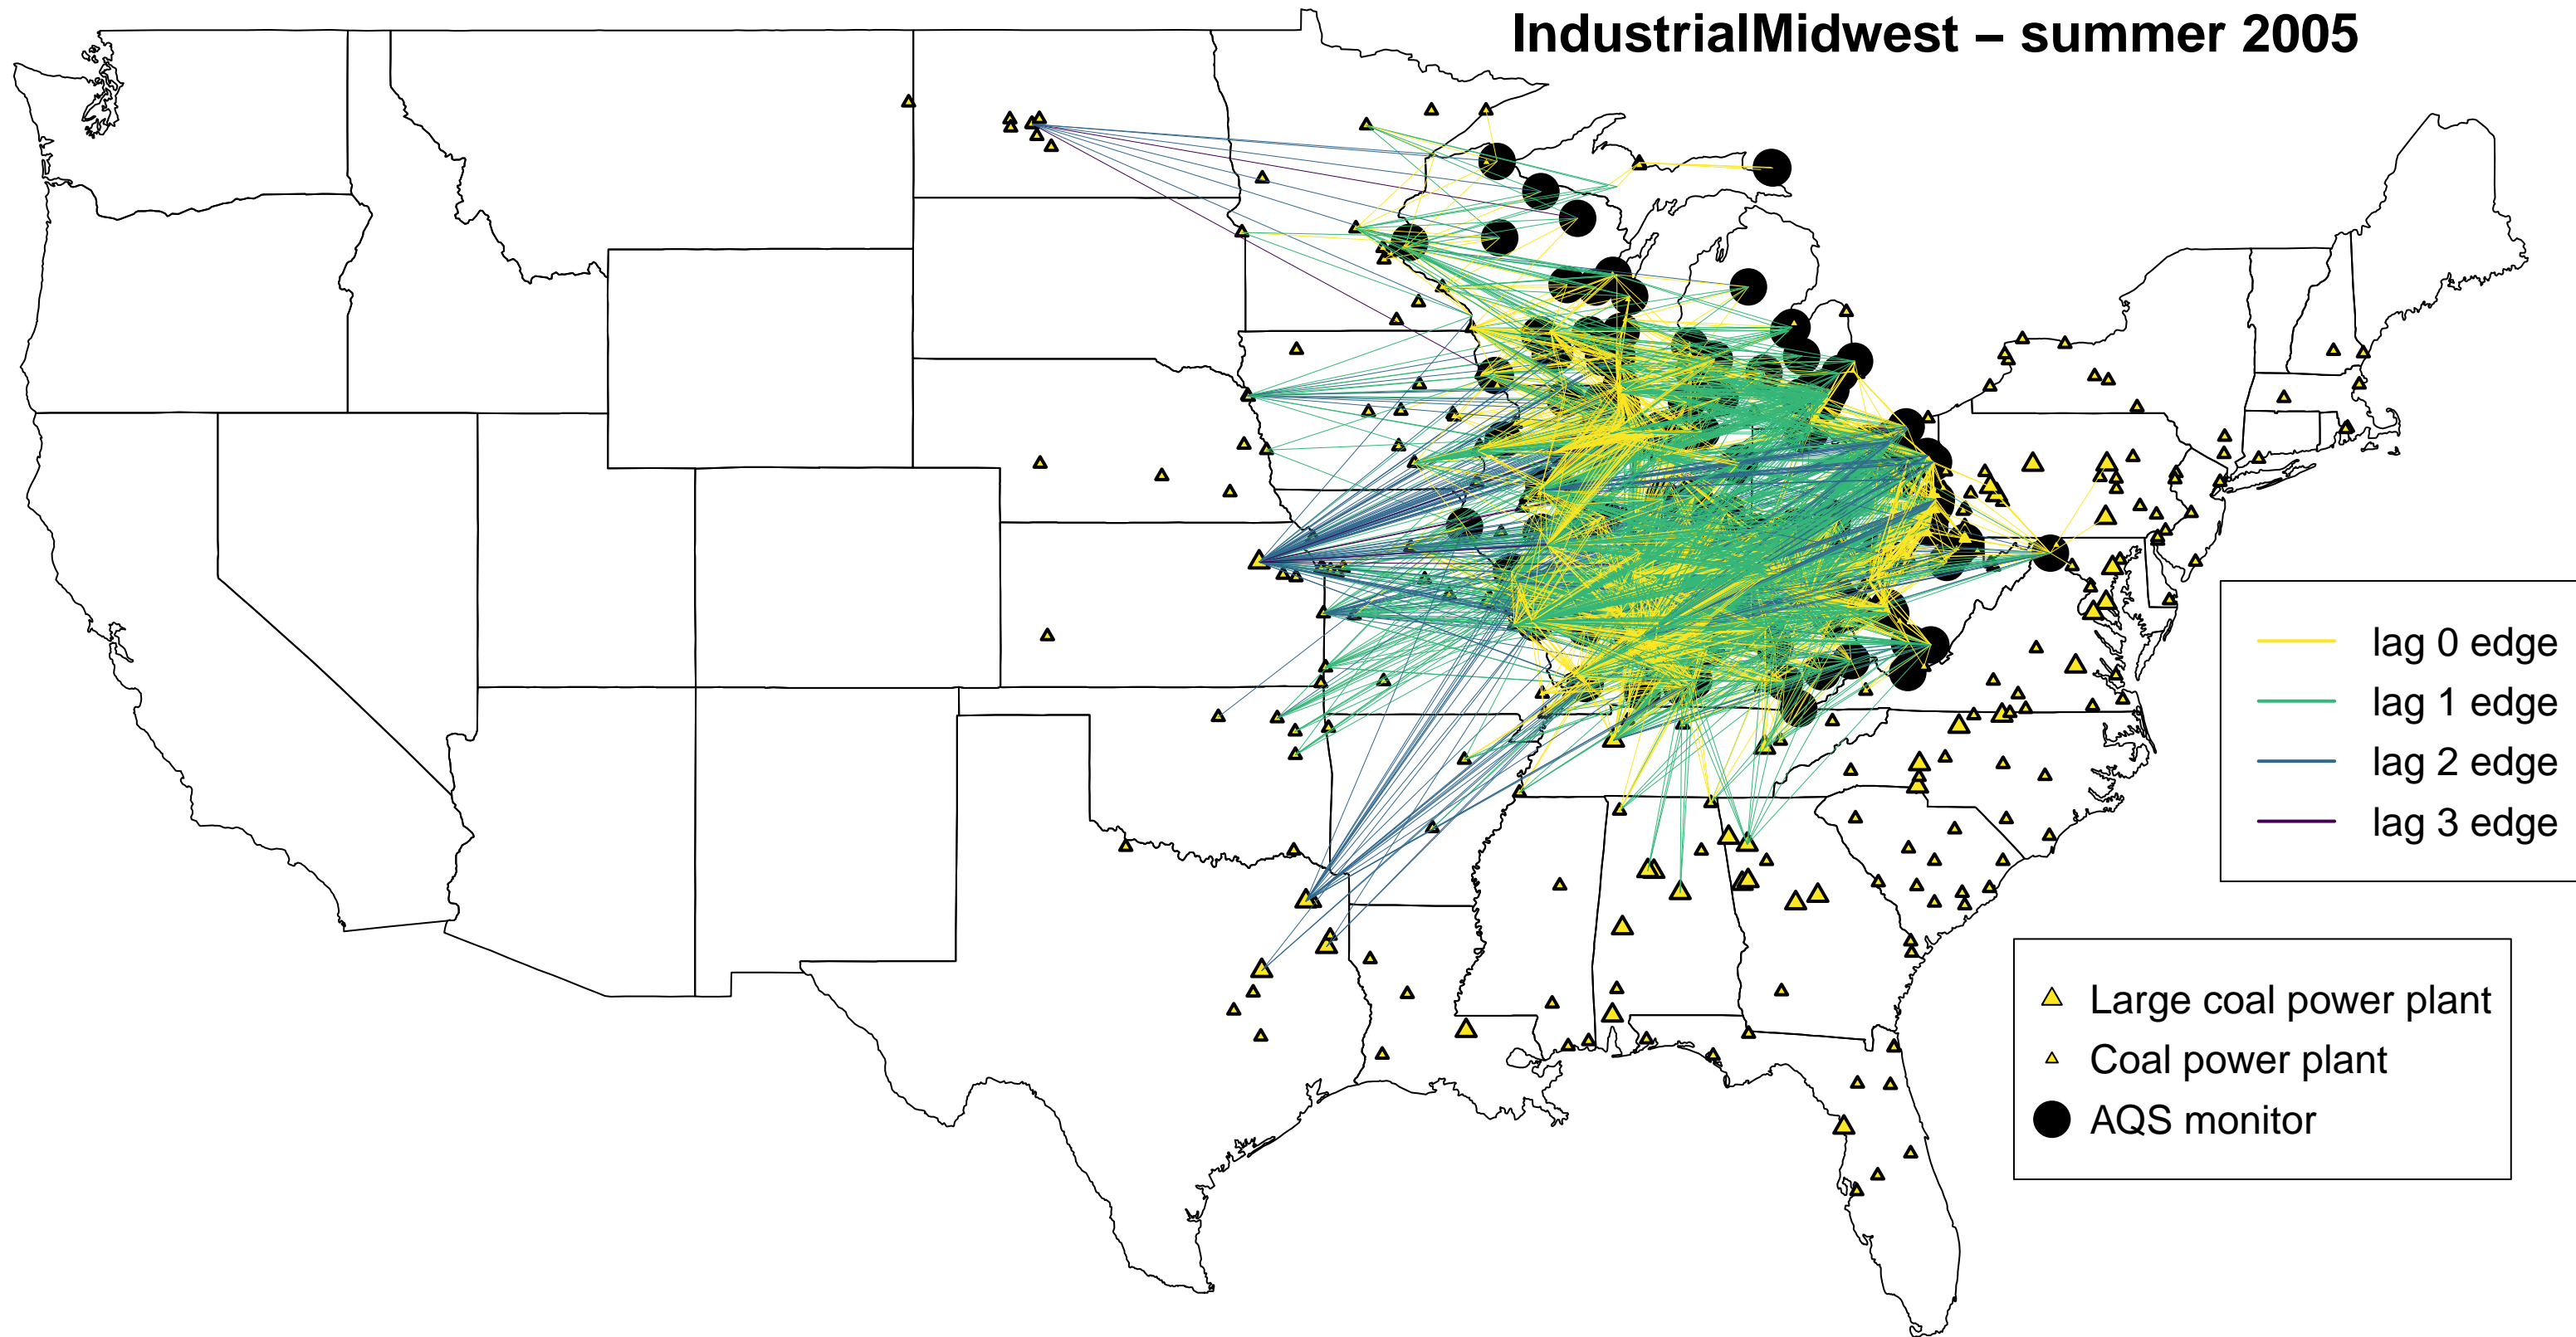 IndustrialMidwest – summer 2005
lag 0 edge
lag 1 edge
lag 2 edge
lag 3 edge
Large coal power plant
Coal power plant
AQS monitor